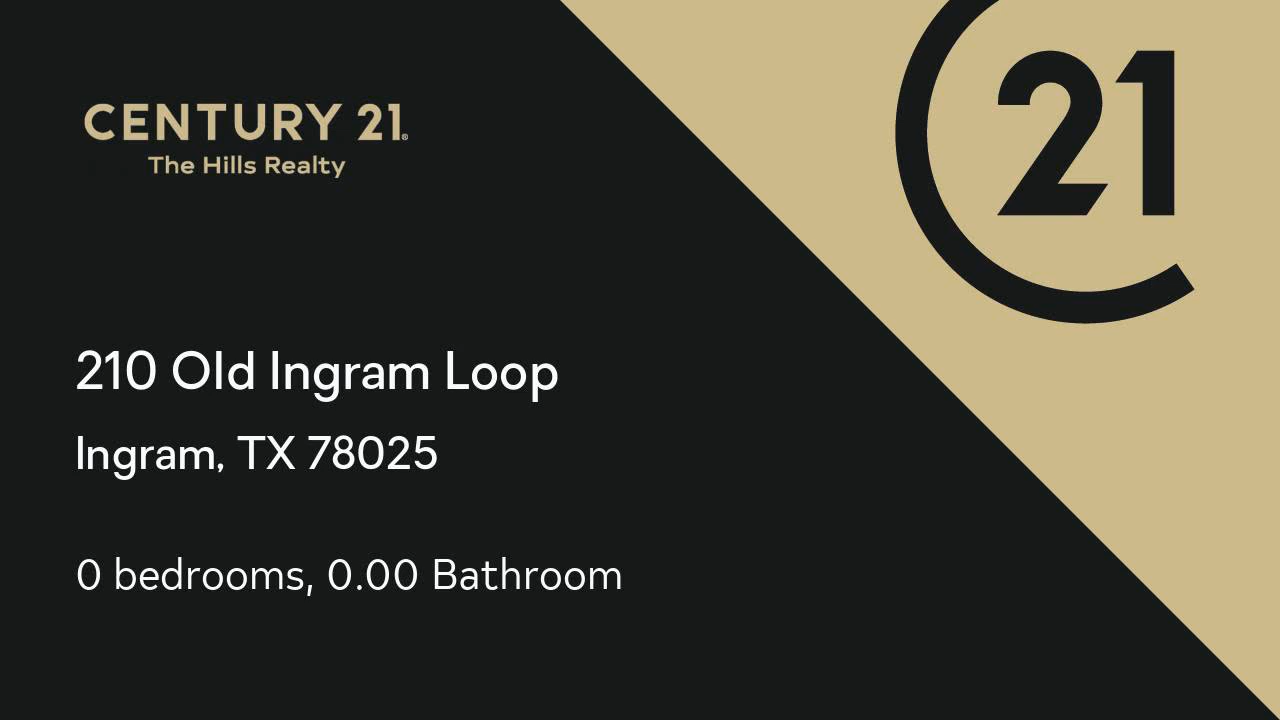 CENTURY 21®
The Hills Realty
21
210 Old Ingram Loop
Ingram, TX 78025
0 bedrooms, 0.00 Bathroom